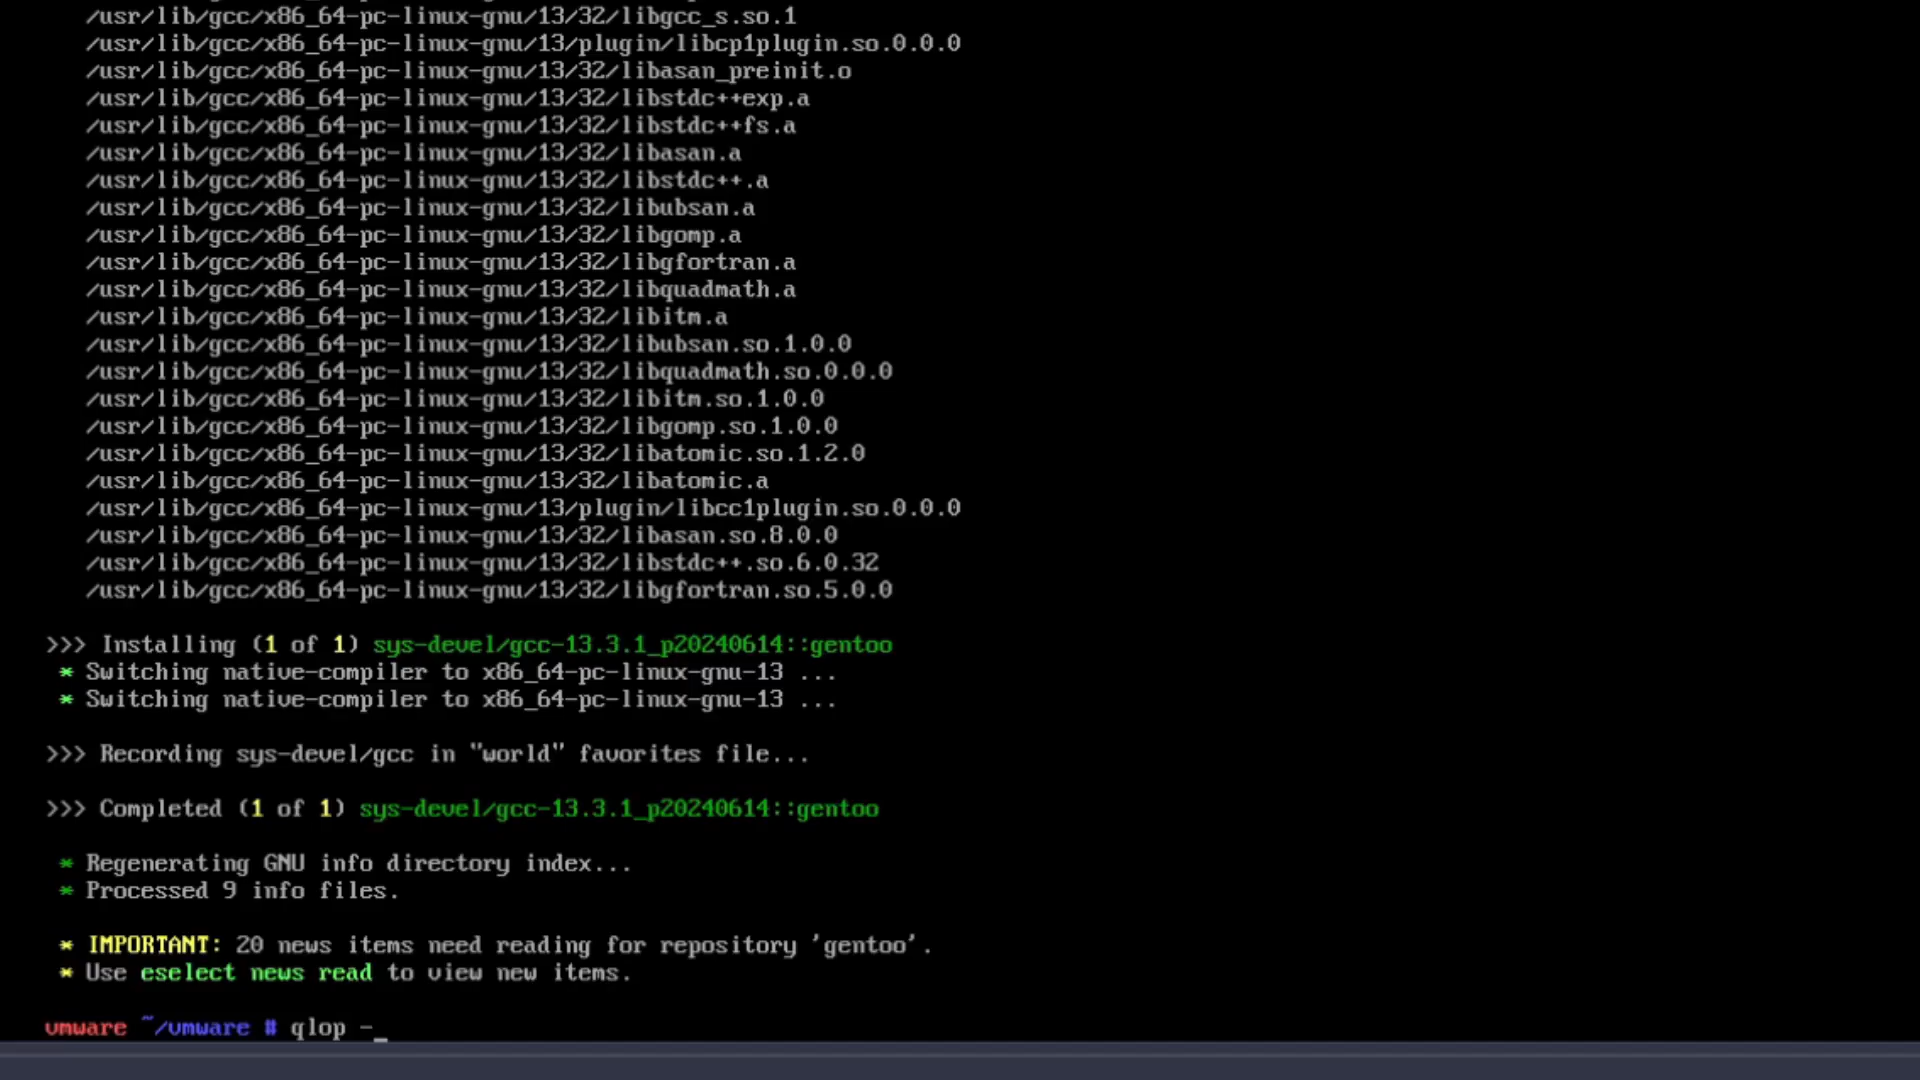 /usr/lib/gcc/x86_64-pc-linux-gnu/13/32/libgcc_s.so.1
/usr/lib/gcc/x86_64-pc-linux-gnu/13/plugin/libcp1plugin.so.0.0.0
/usr/lib/gcc/x86_64-pc-linux-gnu/13/32/libasan_preinit.o
/usr/lib/gcc/x86_64-pc-linux-gnu/13/32/libstdc++exp.a
/usr/lib/gcc/x86_64-pc-linux-gnu/13/32/libstdc++fs.a
/usr/lib/gcc/x86_64-pc-linux-gnu/13/32/libasan.a
/usr/lib/gcc/x86_64-pc-linux-gnu/13/32/libstdc++.a
/usr/lib/gcc/x86_64-pc-linux-gnu/13/32/libubsan.a
/usr/lib/gcc/x86_64-pc-linux-gnu/13/32/libgomp.a
/usr/lib/gcc/x86_64-pc-linux-gnu/13/32/libgfortran.a
/usr/lib/gcc/x86_64-pc-linux-gnu/13/32/libquadmath.a
/usr/lib/gcc/x86_64-pc-linux-gnu/13/32/libitm.a
/usr/lib/gcc/x86_64-pc-linux-gnu/13/32/libubsan.so.1.0.0
/usr/lib/gcc/x86_64-pc-linux-gnu/13/32/libquadmath.so.0.0.0
/usr/lib/gcc/x86_64-pc-linux-gnu/13/32/libitm.so.1.0.0
/usr/lib/gcc/x86_64-pc-linux-gnu/13/32/libgomp.so.1.0.0
/usr/lib/gcc/x86_64-pc-linux-gnu/13/32/libatomic.so.1.2.0
/usr/lib/gcc/x86_64-pc-linux-gnu/13/32/libatomic.a
/usr/lib/gcc/x86_64-pc-linux-gnu/13/plugin/libcc1plugin.so.0.0.0
/usr/lib/gcc/x86_64-pc-linux-gnu/13/32/libasan.so.8.0.0
/usr/lib/gcc/x86_64-pc-linux-gnu/13/32/libstdc++.so.6.0.32
/usr/lib/gcc/x86_64-pc-linux-gnu/13/32/libgfortran.so.5.0.0
>>> Installing (1 of 1) sys-devel/gcc-13.3.1_p20240614::gentoo
* Switching native-compiler to x86_64-pc-linux-gnu-13 ...
* Switching native-compiler to x86_64-pc-linux-gnu-13 ...
>>> Recording sys-devel/gcc in "world" favorites file...
>>> Completed (1 of 1) sys-devel/gcc-13.3.1_p20240614::gentoo
* Regenerating GNU info directory index...
* Processed 9 info files.
* IMPORTANT: 20 news items need reading for repository 'gentoo'.
* Use eselect news read to view new items.
vmware ~/vmware # qlop -_